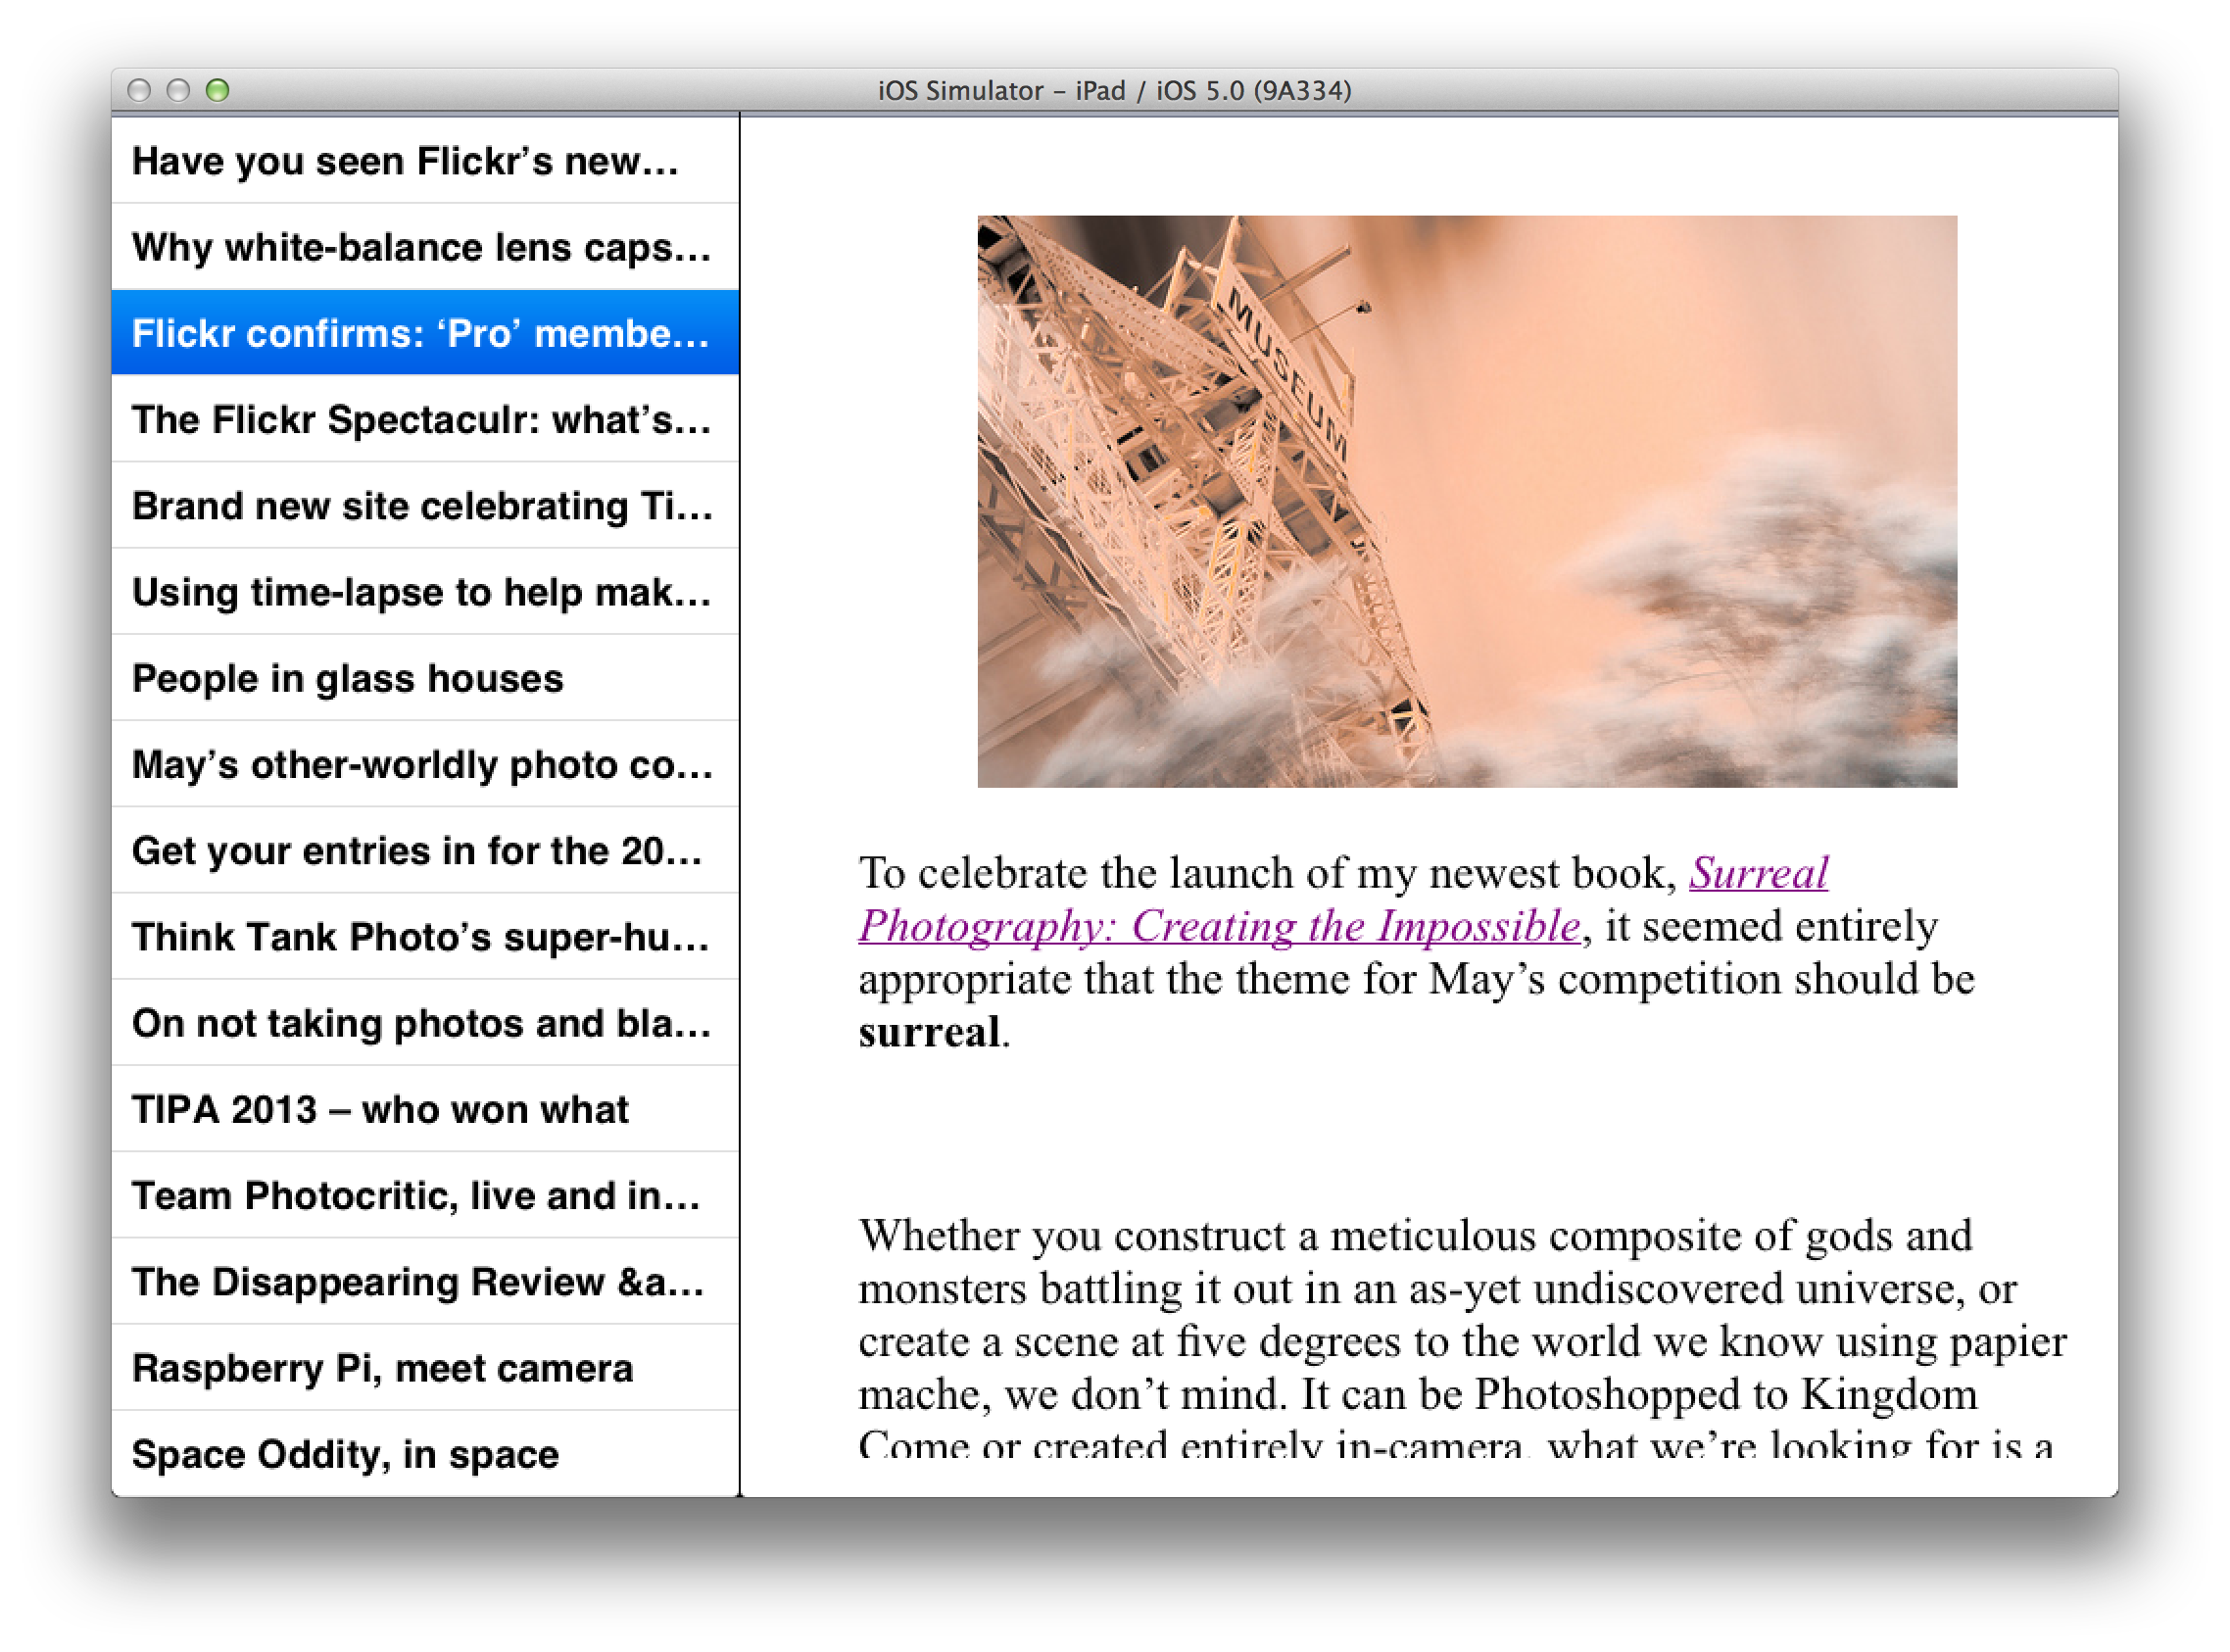 iOS Simulator – iPad / iOS 5.0 (9A334)
Have you seen Flickr’s new…
Why white-balance lens caps…
Flickr confirms: ‘Pro’ membe…
The Flickr Spectaculr: what’s…
Brand new site celebrating Ti…
Using time-lapse to help mak…
People in glass houses
May’s other-worldly photo co…
Get your entries in for the 20…
Think Tank Photo’s super-hu…
On not taking photos and bla…
TIPA 2013 – who won what
Team Photocritic, live and in…
The Disappearing Review &a…
Raspberry Pi, meet camera
Space Oddity, in space
MUSEUM
To celebrate the launch of my newest book, Surreal
Photography: Creating the Impossible, it seemed entirely
appropriate that the theme for May’s competition should be
surreal.
Whether you construct a meticulous composite of gods and
monsters battling it out in an as-yet undiscovered universe, or
create a scene at five degrees to the world we know using papier
mache, we don’t mind. It can be Photoshopped to Kingdom
Come or created entirely in-camera, what we’re looking for is a